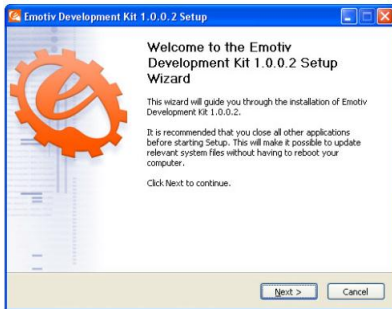 Emotiv Development Kit 1.0.0.2 Setup
Welcome to the Emotiv
Development Kit 1.0.0.2 Setup
Wizard
This wizard will guide you through the installation of Emotiv
Development Kit 1.0.0.2.
It is recommended that you close all other applications
before starting Setup. This will make it possible to update
relevant system files without having to reboot your
computer.
Click Next to continue.
Next >
Cancel